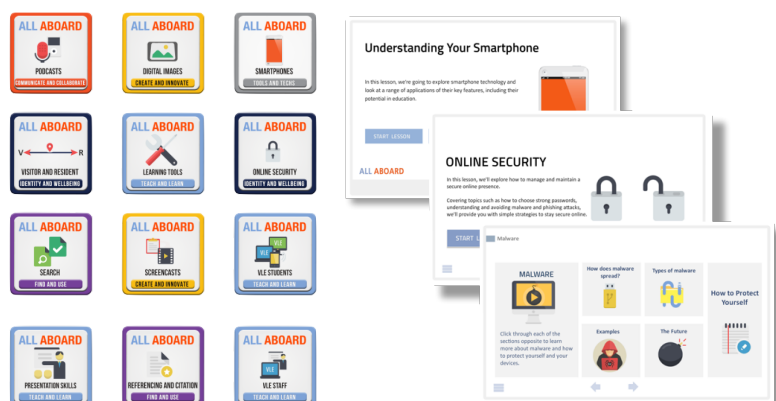 ALL ABOARD
PODCASTS
COMMUNICATE AND COLLABORATE
ALL ABOARD
DIGITAL IMAGES
CREATE AND INNOVATE
ALL ABOARD
SMARTPHONES
TOOLS AND TECHS
ALL ABOARD
V R
VISITOR AND RESIDENT
IDENTITY AND WELLBEING
ALL ABOARD
LEARNING TOOLS
TEACH AND LEARN
ALL ABOARD
ONLINE SECURITY
IDENTITY AND WELLBEING
ALL ABOARD
SEARCH
FIND AND USE
ALL ABOARD
SCREENCASTS
CREATE AND INNOVATE
ALL ABOARD
VLE
VLE
VLE
VLE STUDENTS
TEACH AND LEARN
ALL ABOARD
PRESENTATION SKILLS
TEACH AND LEARN
ALL ABOARD
REFERENCING AND CITATION
FIND AND USE
ALL ABOARD
VLE
VLE STAFF
TEACH AND LEARN
Understanding Your Smartphone
In this lesson, we're going to explore smartphone technology and
look at a range of applications of their key features, including their
potential in education.
START LESSON
ALL ABOARD
ONLINE SECURITY
In this lesson, we'll explore how to manage and maintain a
secure online presence.
Covering topics such as how to choose strong passwords,
understanding and avoiding malware and phishing attacks,
we'll provide you with simple strategies to stay secure online.
START L
Malware
MALWARE
Click through each of the
sections opposite to learn
more about malware and how
to protect yourself and your
devices.
How does malware
spread?
Types of malware
Examples
The Future
How to Protect
Yourself